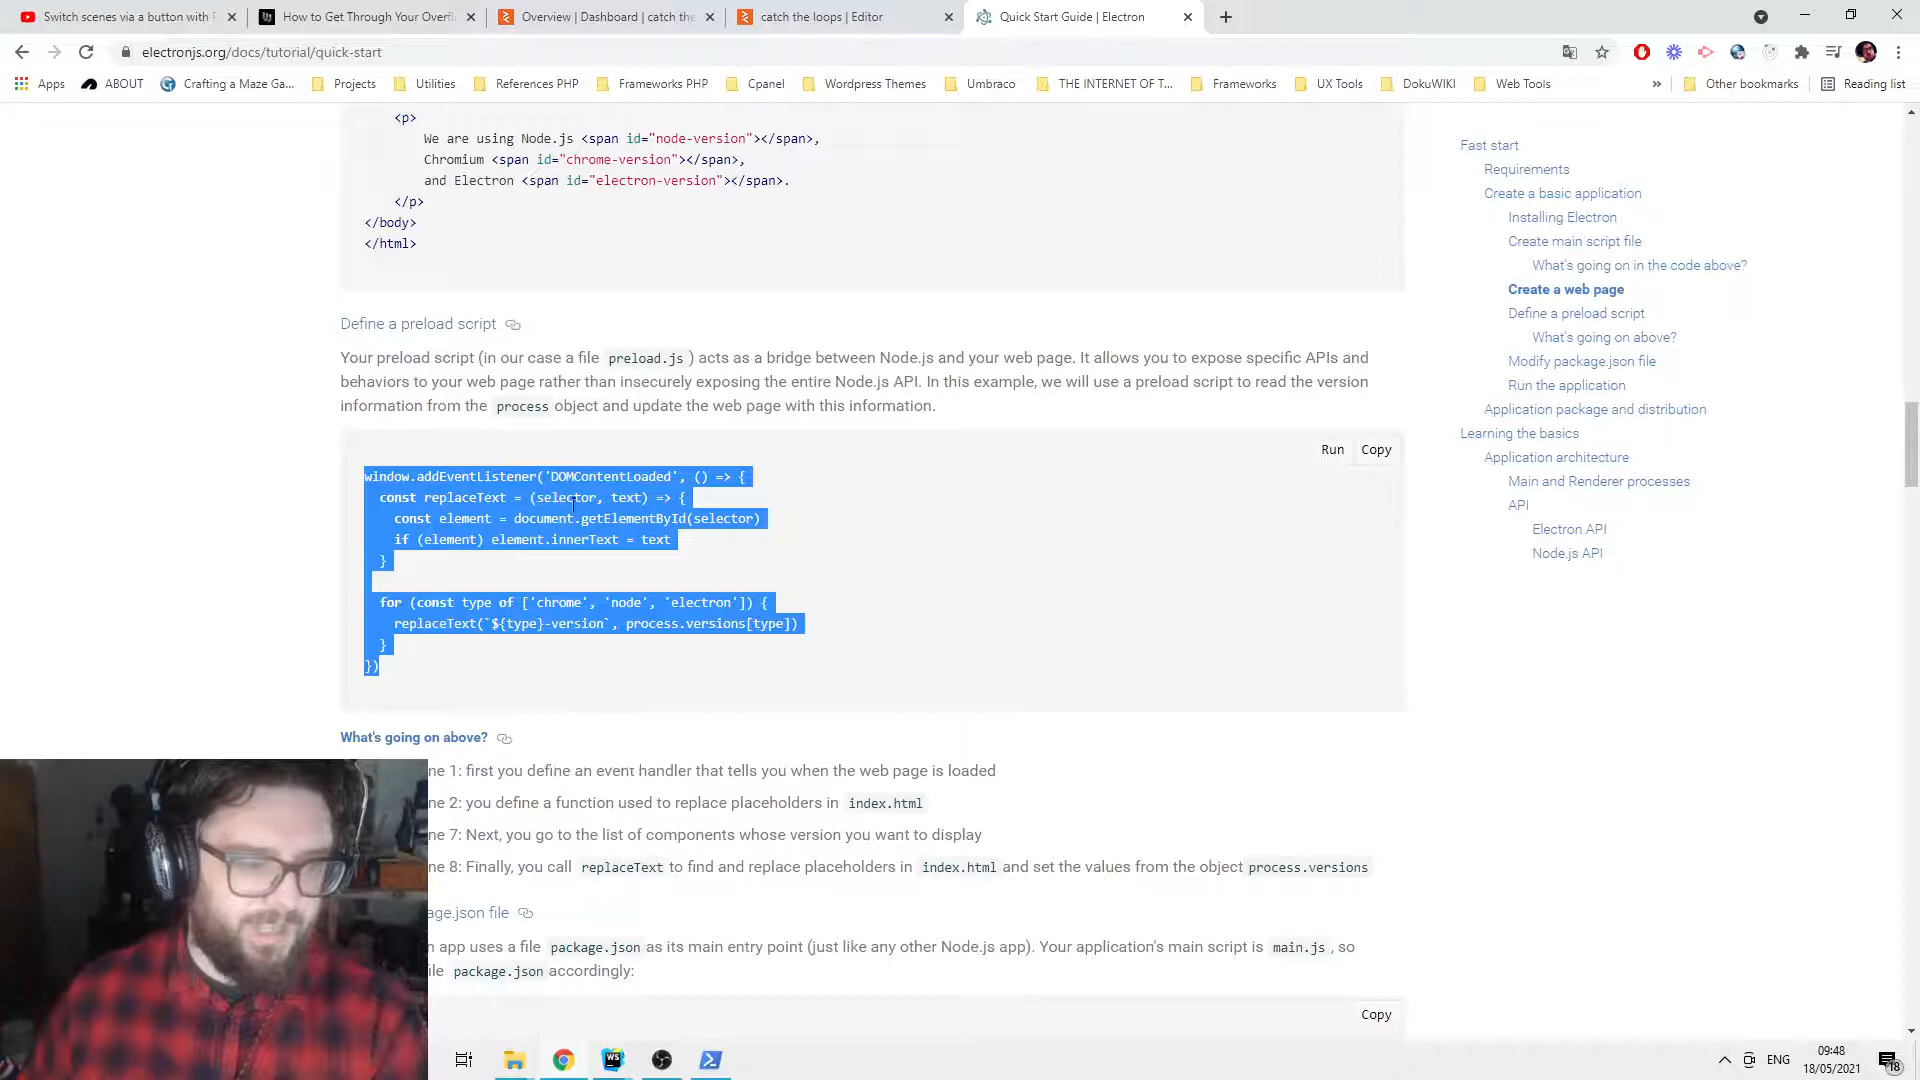 Switch scenes via a button with
How to Get Through Your Overfl
Overview | Dashboard | catch the
catch the loops | Editor
Quick Start Guide | Electron
electronjs.org/docs/tutorial/quick-start
Apps
ABOUT
Crafting a Maze Ga...
Projects
Utilities
References PHP
Frameworks PHP
Cpanel
Wordpress Themes
Umbraco
THE INTERNET OF T...
Frameworks
UX Tools
DokuWIKI
Web Tools
»
Other bookmarks
Reading list
<p>
We are using Node.js <span id="node-version"></span>,
Chromium <span id="chrome-version"></span>,
and Electron <span id="electron-version"></span>.
</p>
</body>
</html>
Define a preload script
Your preload script (in our case a file preload.js ) acts as a bridge between Node.js and your web page. It allows you to expose specific APIs and
behaviors to your web page rather than insecurely exposing the entire Node.js API. In this example, we will use a preload script to read the version
information from the process object and update the web page with this information.
Run
Copy
window.addEventListener('DOMContentLoaded', () => {
const replaceText = (selector, text) => {
const element = document.getElementById(selector)
if (element) element.innerText = text
}
for (const type of ['chrome', 'node', 'electron']) {
replaceText(`${type}-version`, process.versions[type])
}
})
What's going on above?
ne 1: first you define an event handler that tells you when the web page is loaded
ne 2: you define a function used to replace placeholders in index.html
ne 7: Next, you go to the list of components whose version you want to display
ne 8: Finally, you call replaceText to find and replace placeholders in index.html and set the values from the object process.versions
age.json file
n app uses a file package.json as its main entry point (just like any other Node.js app). Your application's main script is main.js , so
ile package.json accordingly:
Copy
Fast start
Requirements
Create a basic application
Installing Electron
Create main script file
What's going on in the code above?
Create a web page
Define a preload script
What's going on above?
Modify package.json file
Run the application
Application package and distribution
Learning the basics
Application architecture
Main and Renderer processes
API
Electron API
Node.js API
WS
ENG
09:48
18/05/2021
18